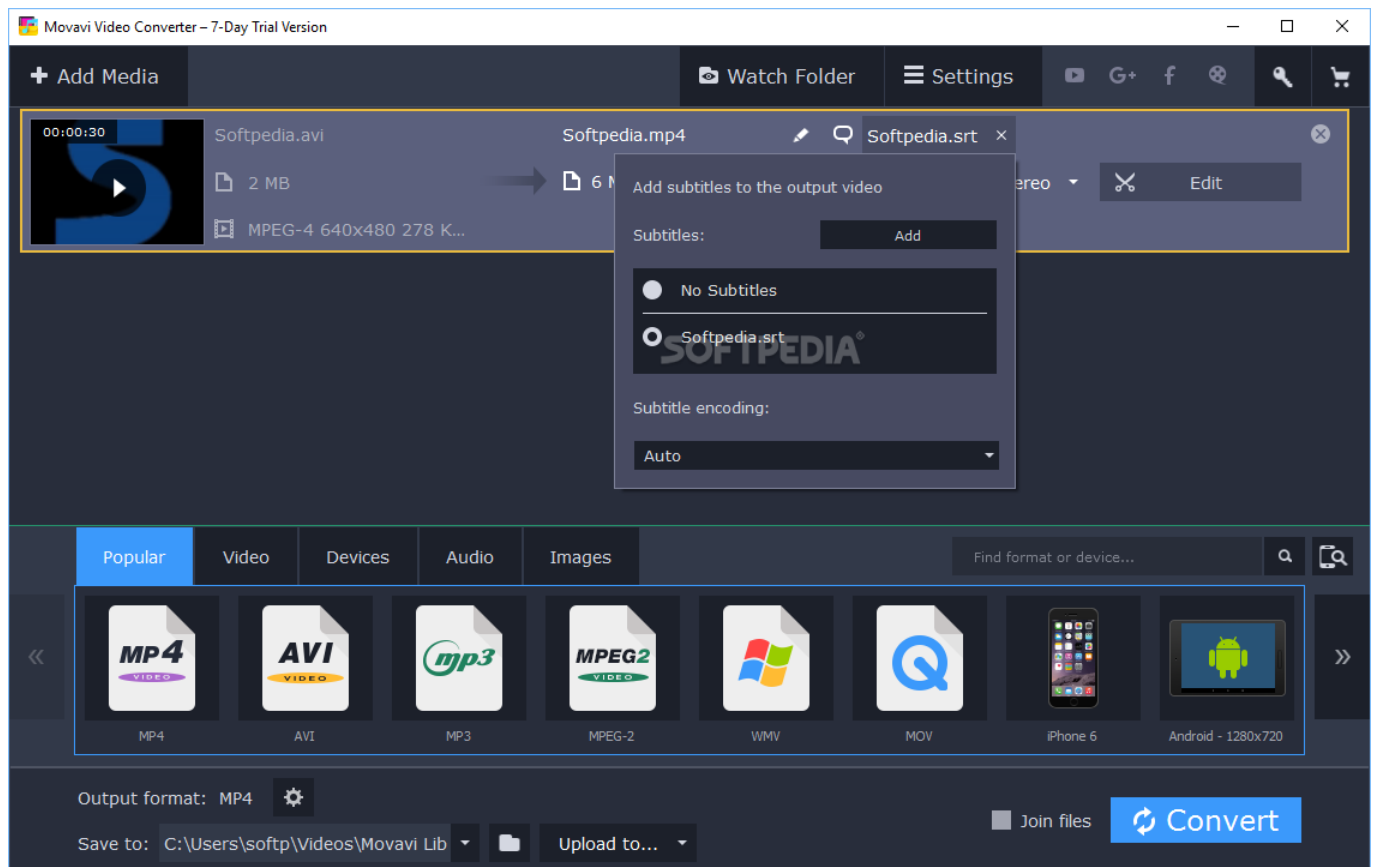 Movavi Video Converter – 7-Day Trial Version
Add Media
Watch Folder
Settings
G+
f
00:00:30
Softpedia.avi
Softpedia.mp4
Softpedia.srt
2 MB
6
Edit
MPEG-4 640x480 278 K...
Add subtitles to the output video
Subtitles:
Add
No Subtitles
Softpedia.srt
SOFTPEDIA®
Subtitle encoding:
Auto
Popular
Video
Devices
Audio
Images
Find format or device...
MP4
VIDEO
AVI
VIDEO
mp3
MPEG2
VIDEO
MP4
AVI
MP3
MPEG-2
WMV
MOV
iPhone 6
Android - 1280x720
Output format: MP4
Join files
Convert
Save to: C:\Users\softp\Videos\Movavi Lib
Upload to...